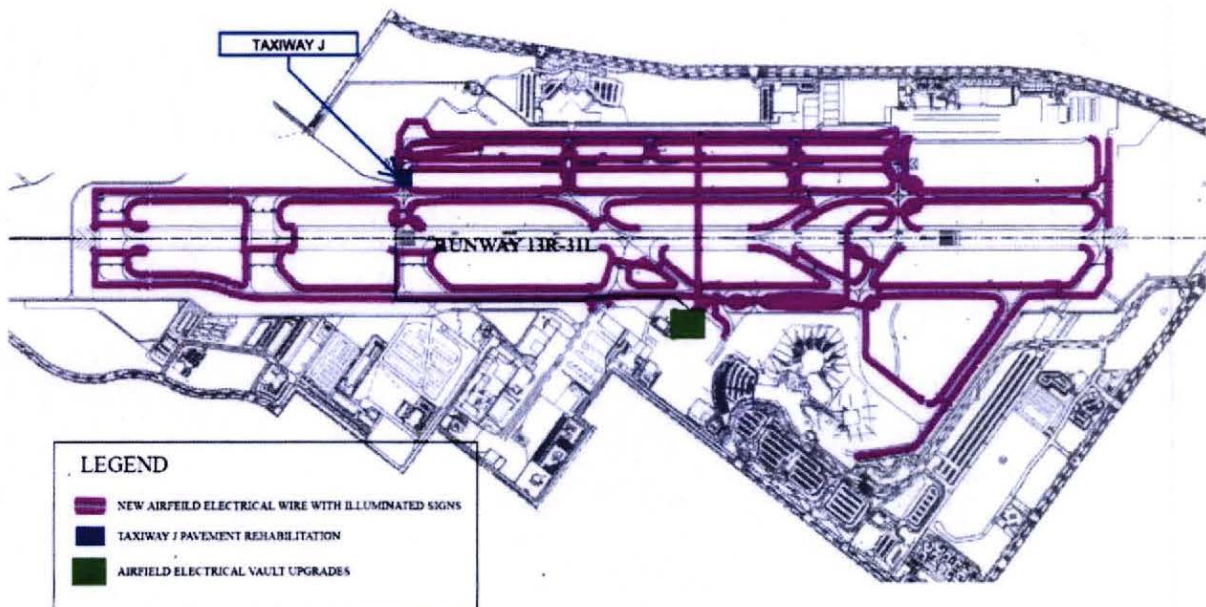 TAXIWAY J
RUNWAY 13R-31L
LEGEND
NEW AIRFEILD ELECTRICAL WIRE WITH ILLUMINATED SIGNS
TAXIWAY J PAVEMENT REHABILITATION
AIRFIELD ELECTRICAL VAULT UPGRADES